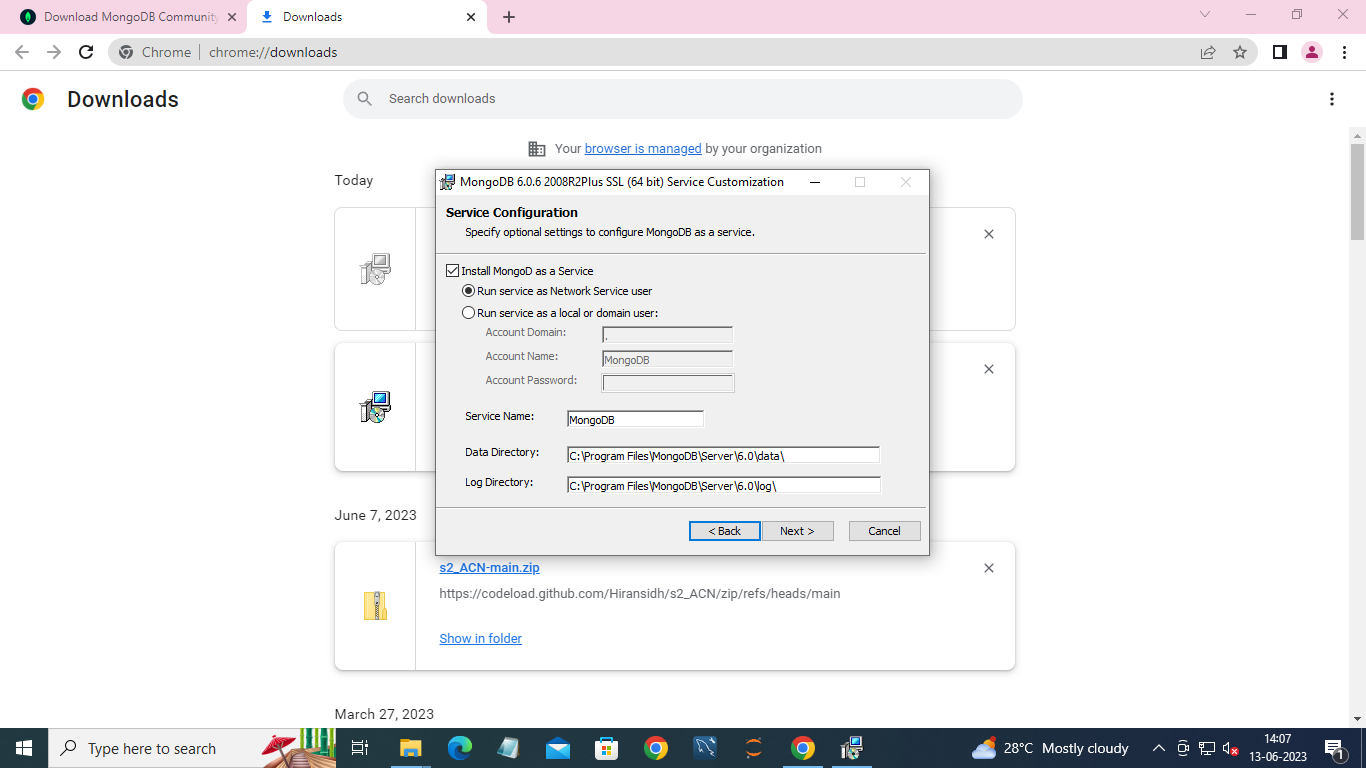 Download MongoDB Community
Downloads
Chrome
chrome://downloads
Downloads
Search downloads
Your browser is managed by your organization
Today
MongoDB 6.0.6 2008R2Plus SSL (64 bit) Service Customization
Service Configuration
Specify optional settings to configure MongoDB as a service.
Install MongoD as a Service
Run service as Network Service user
Run service as a local or domain user:
Account Domain:
.
Account Name:
MongoDB
Account Password:
Service Name:
MongoDB
Data Directory:
C:\Program Files\MongoDB\Server\6.0\data\
Log Directory:
C:\Program Files\MongoDB\Server\6.0\log\
< Back
Next >
Cancel
June 7, 2023
s2_ACN-main.zip
https://codeload.github.com/Hiransidh/s2_ACN/zip/refs/heads/main
Show in folder
March 27, 2023
Type here to search
28°C Mostly cloudy
14:07
13-06-2023
1